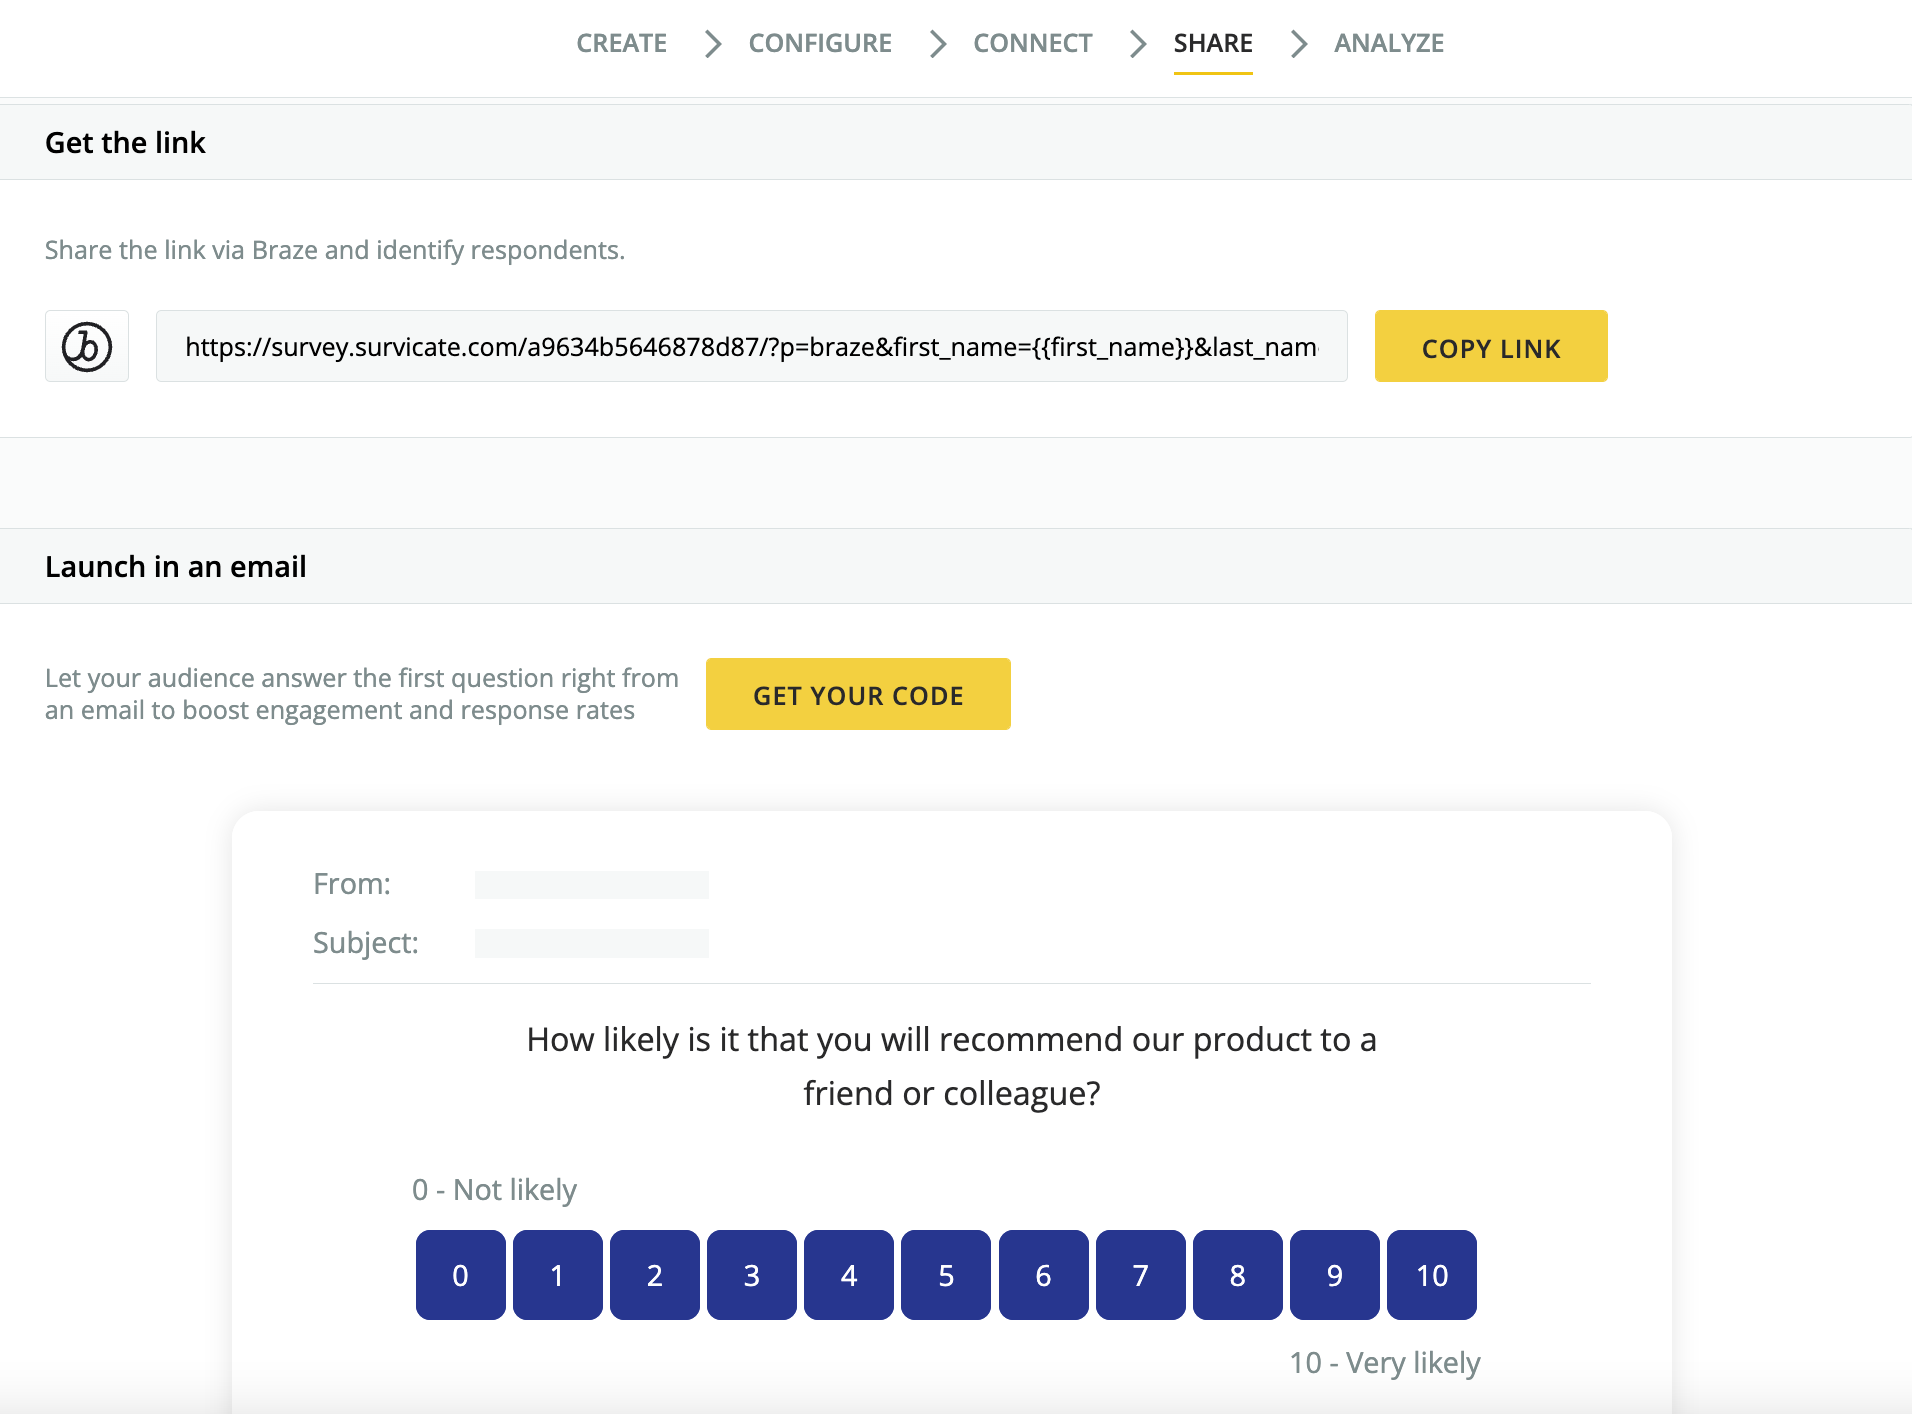 CREATE CONFIGURE CONNECT SHARE ANALYZE
Get the link
Share the link via Braze and identify respondents.
https://survey.survicate.com/a9634b5646878d87/?p=braze&first_name={{first_name}}&last_nam
COPY LINK
Launch in an email
Let your audience answer the first question right from
an email to boost engagement and response rates
GET YOUR CODE
From:
Subject:
How likely is it that you will recommend our product to a
friend or colleague?
0 - Not likely
0 1 2 3 4 5 6 7 8 9 10
10 - Very likely